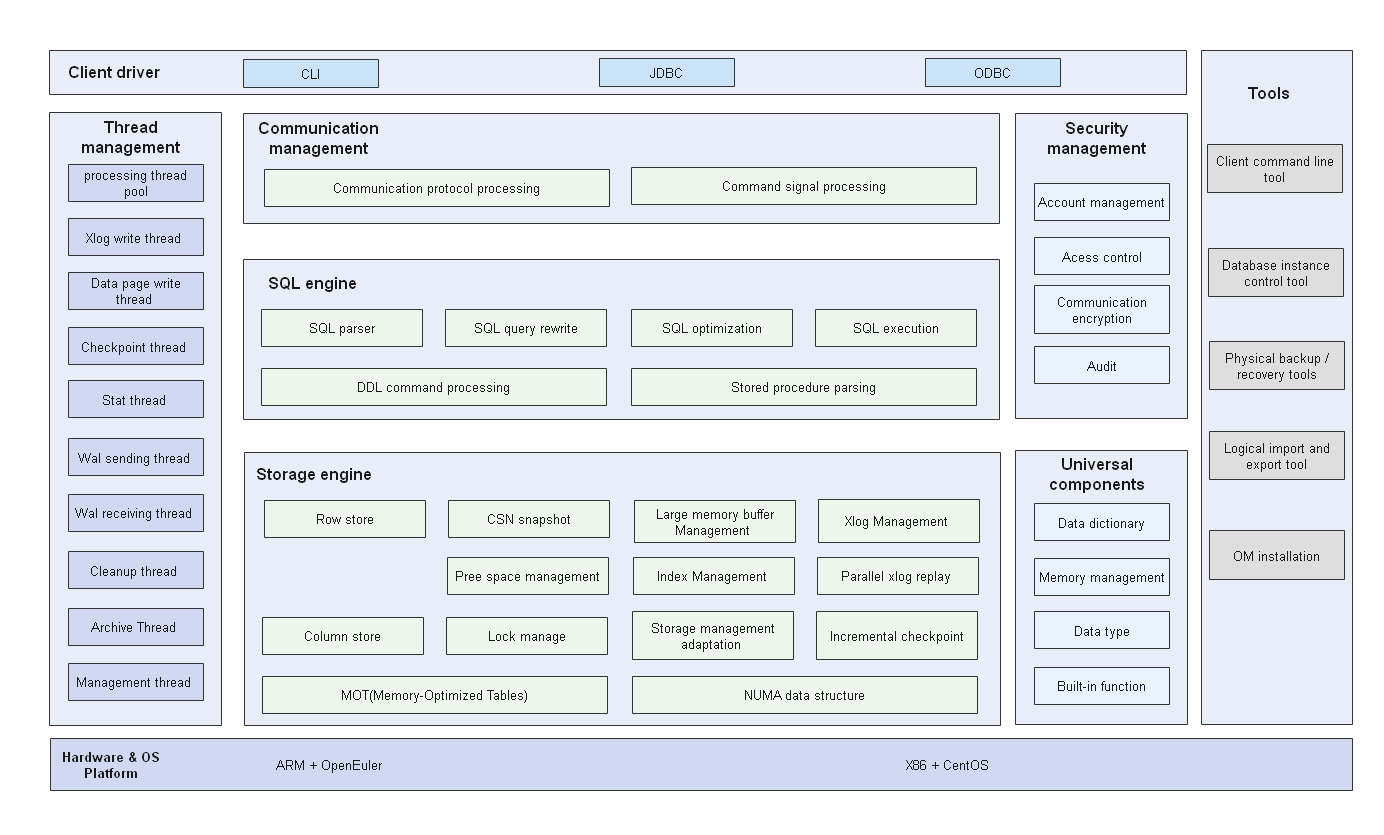 Client driver
CLI
JDBC
ODBC
Thread
management
processing thread
pool
Xlog write thread
Data page write
thread
Checkpoint thread
Stat thread
Wal sending thread
Wal receiving thread
Cleanup thread
Archive Thread
Management thread
Communication
management
Communication protocol processing
Command signal processing
SQL engine
SQL parser
SQL query rewrite
SQL optimization
SQL execution
DDL command processing
Stored procedure parsing
Storage engine
Row store
CSN snapshot
Large memory buffer
Management
Xlog Management
Pree space management
Index Management
Parallel xlog replay
Column store
Lock manage
Storage management
adaptation
Incremental checkpoint
MOT(Memory-Optimized Tables)
NUMA data structure
Security
management
Account management
Acess control
Communication
encryption
Audit
Universal
components
Data dictionary
Memory management
Data type
Built-in function
Tools
Client command line
tool
Database instance
control tool
Physical backup /
recovery tools
Logical import and
export tool
OM installation
Hardware & OS
Platform
ARM + OpenEuler
X86 + CentOS